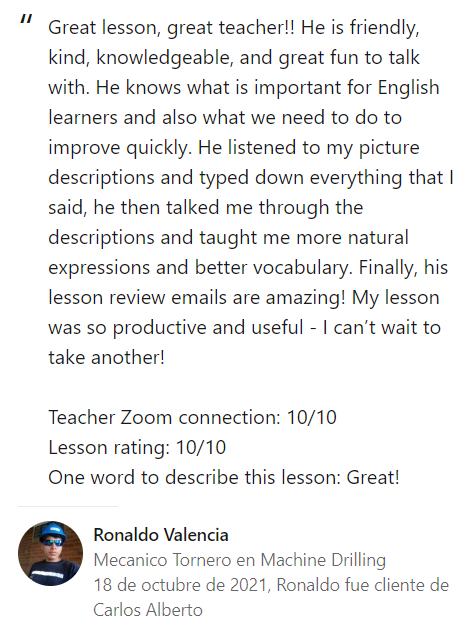 "
Great lesson, great teacher!! He is friendly,
kind, knowledgeable, and great fun to talk
with. He knows what is important for English
learners and also what we need to do to
improve quickly. He listened to my picture
descriptions and typed down everything that I
said, he then talked me through the
descriptions and taught me more natural
expressions and better vocabulary. Finally, his
lesson review emails are amazing! My lesson
was so productive and useful - I can’t wait to
take another!
Teacher Zoom connection: 10/10
Lesson rating: 10/10
One word to describe this lesson: Great!
Ronaldo Valencia
Mecanico Tornero en Machine Drilling
18 de octubre de 2021, Ronaldo fue cliente de
Carlos Alberto